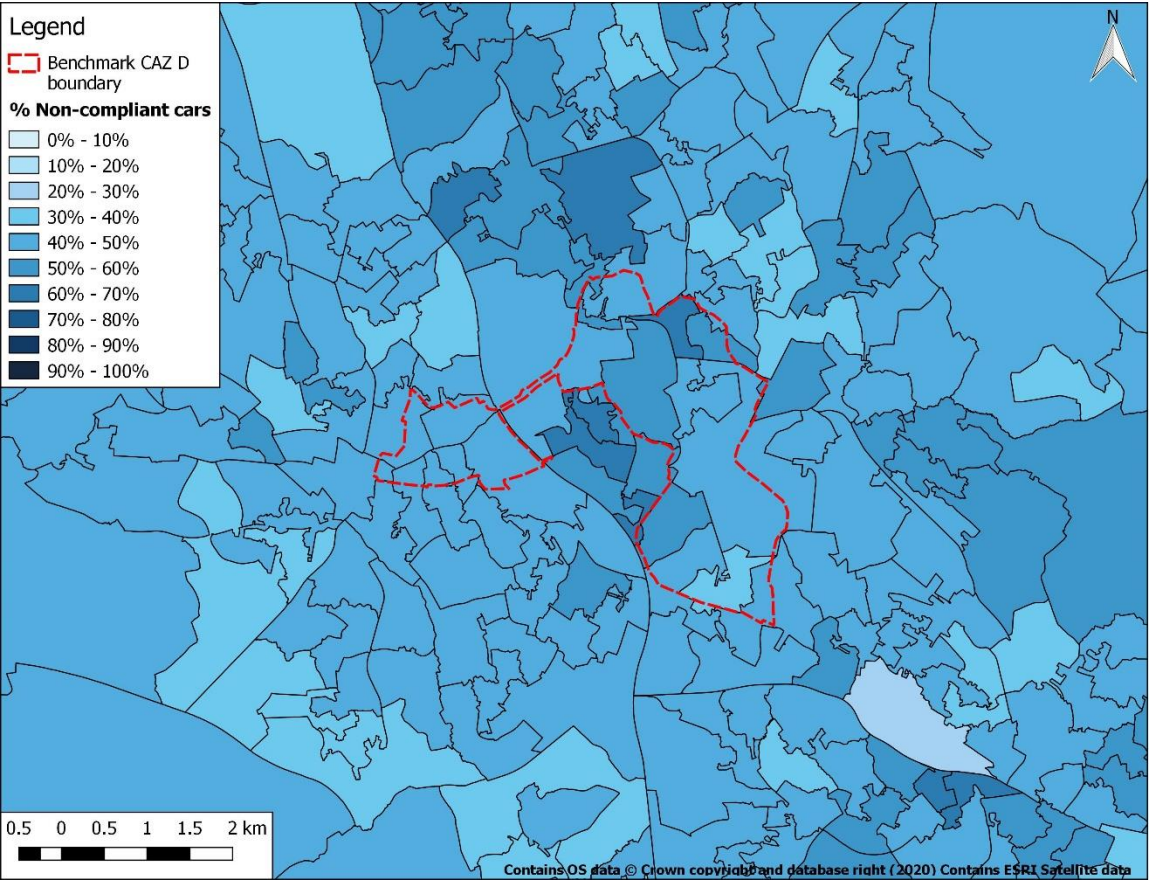 Legend
Benchmark CAZ D
boundary
% Non-compliant cars
0% - 10%
10% - 20%
20% - 30%
30% - 40%
40% - 50%
50% - 60%
60% - 70%
70% - 80%
80% - 90%
90% - 100%
N
0.5 0 0.5 1 1.5 2 km
Contains OS data © Crown copyright and database right (2020) Contains ESRI Satellite data